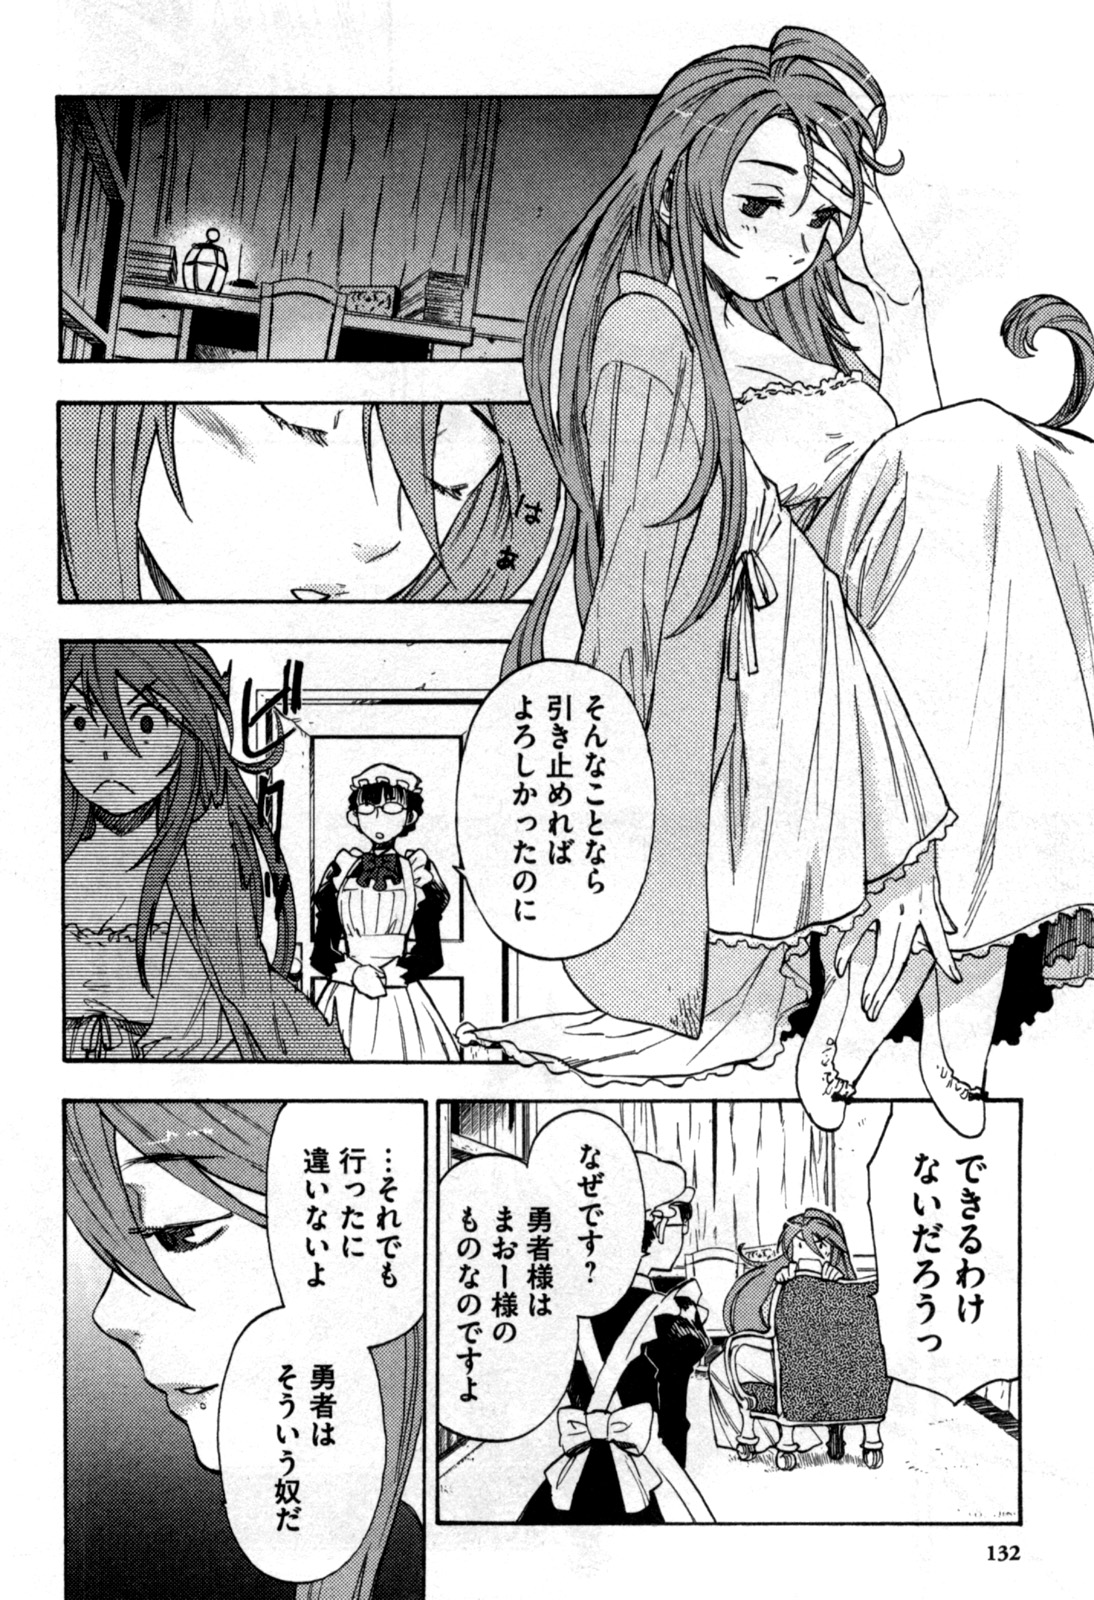 は
ぁ
そんなことなら
引き止めれば
よろしかったのに
ビクッ
できるわけ
ないだろうっ
なぜです？
勇者様は
まおー様の
ものなのですよ
…それでも
行ったに
違いないよ
勇者は
そういう奴だ
132